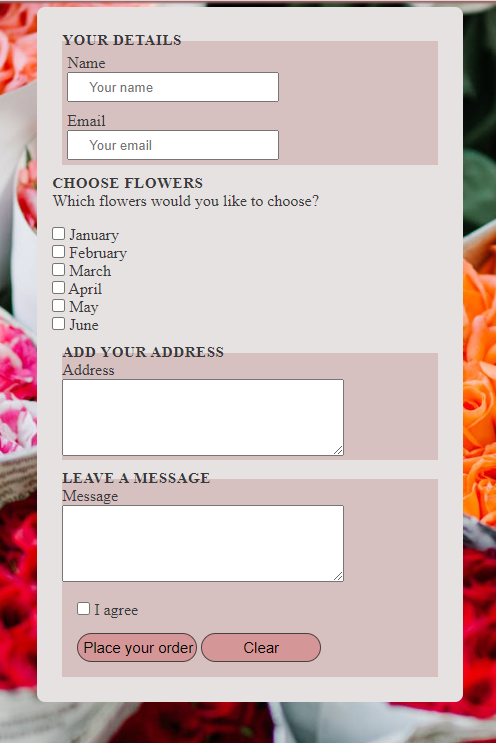 YOUR DETAILS
Name
Your name
Email
Your email
CHOOSE FLOWERS
Which flowers would you like to choose?
January
February
March
April
May
June
ADD YOUR ADDRESS
Address
LEAVE A MESSAGE
Message
I agree
Place your order Clear